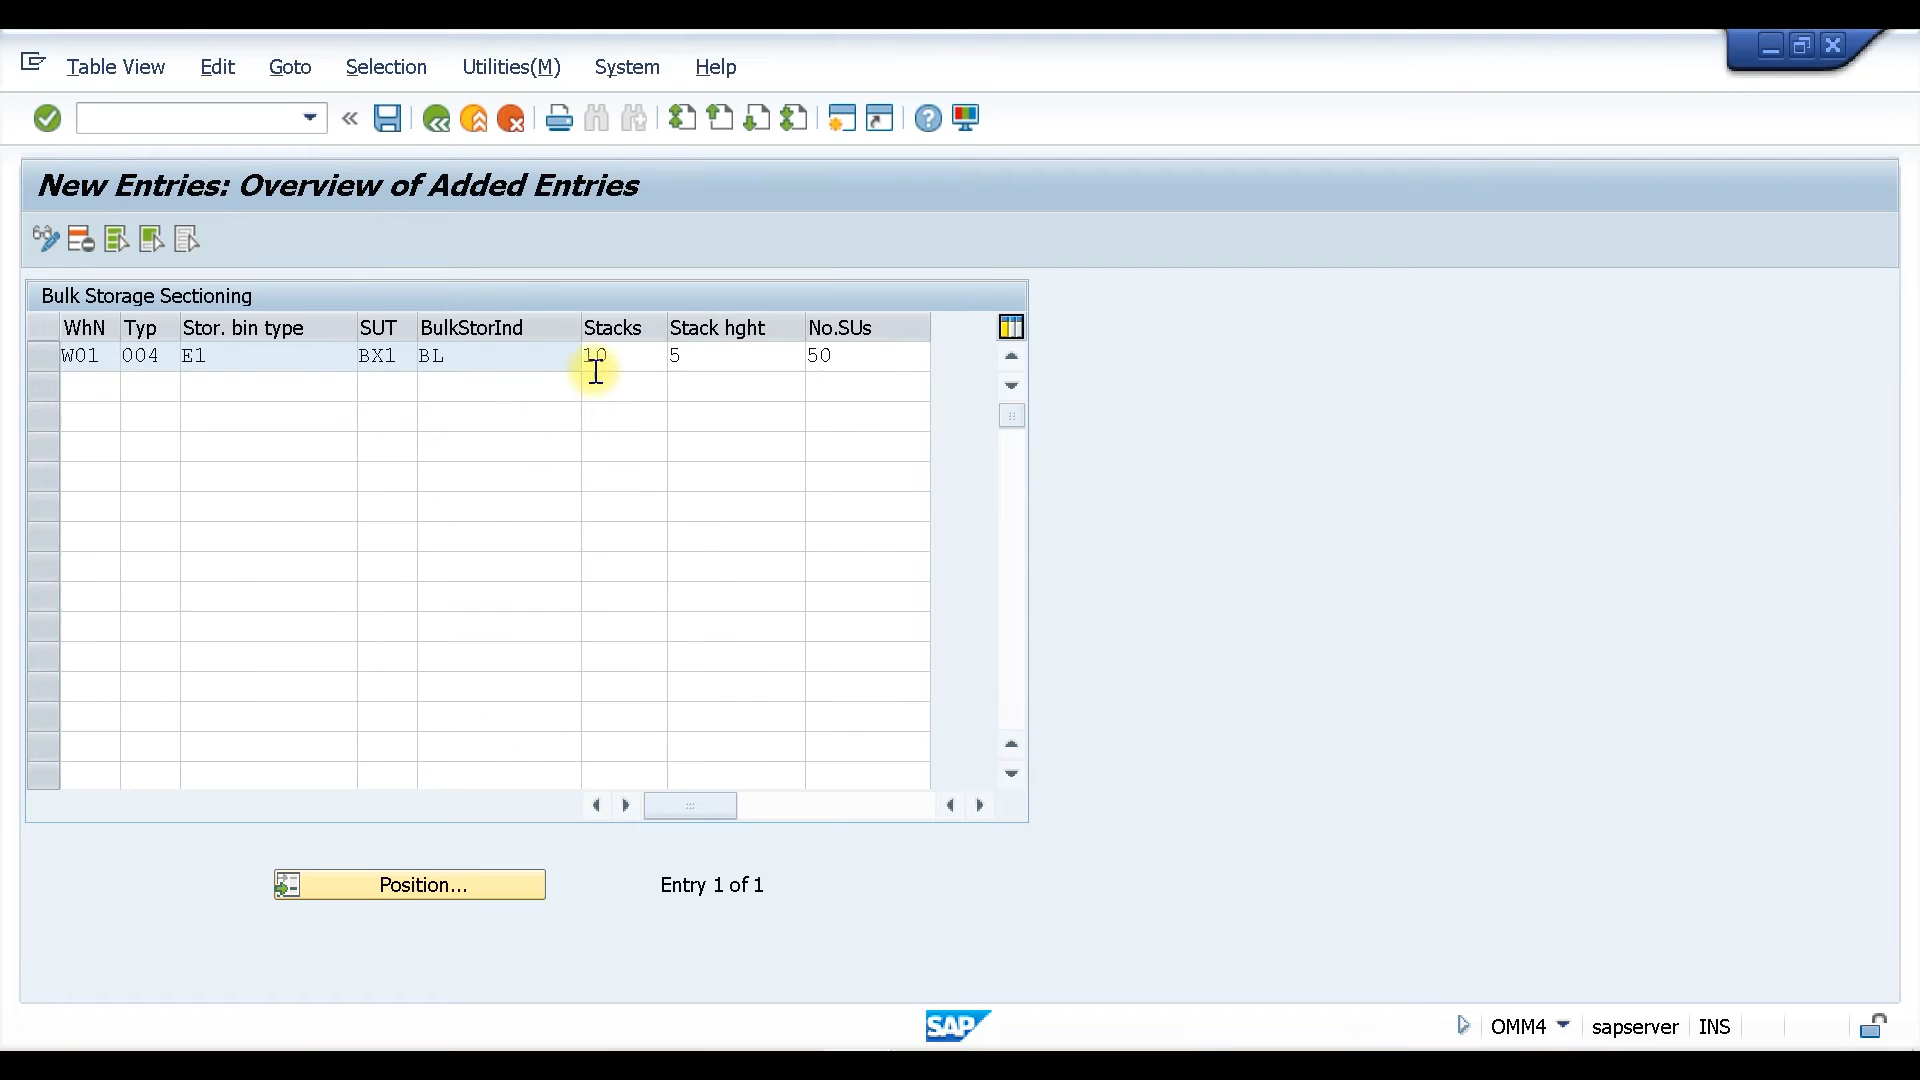 Table View Edit Goto Selection Utilities(M) System Help
New Entries: Overview of Added Entries
Bulk Storage Sectioning
WhN Typ Stor. bin type SUT BulkStorInd Stacks Stack hght No.SUs
W01 004 E1 BX1 BL 10 5 50
Position... Entry 1 of 1
SAP OMM4 sapserver INS